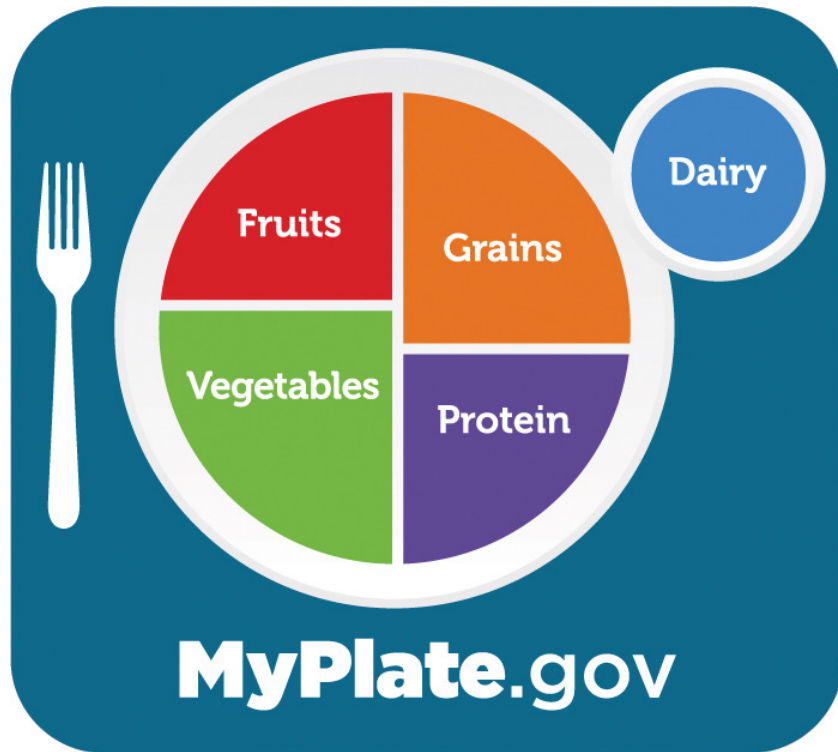 Fruits
Grains
Dairy
Vegetables
Protein
MyPlate.gov